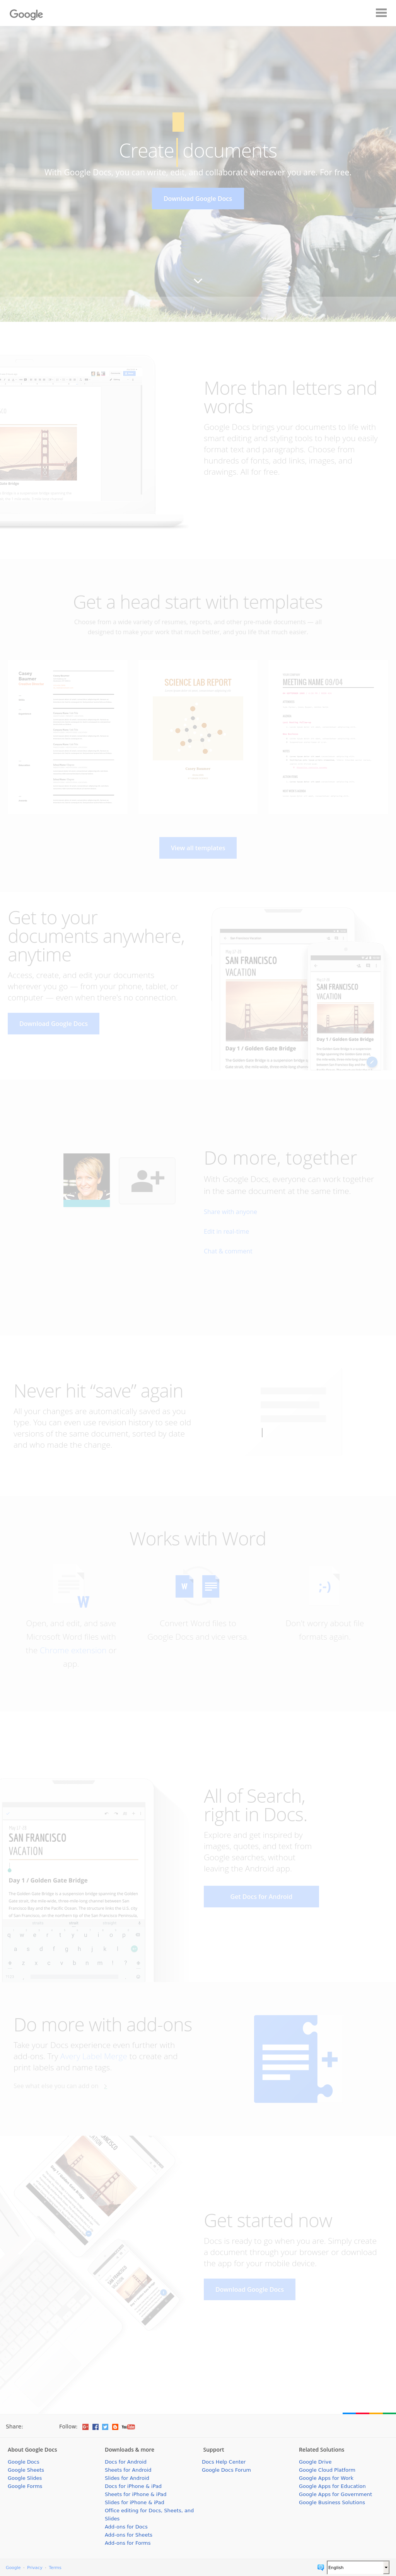 Google
Create documents
With Google Docs, you can write, edit, and collaborate wherever you are. For free.
Download Google Docs
More than letters and
words
Google Docs brings your documents to life with
smart editing and styling tools to help you easily
format text and paragraphs. Choose from
hundreds of fonts, add links, images, and
drawings. All for free.
Get a head start with templates
Choose from a wide variety of resumes, reports, and other pre-made documents — all
designed to make your work that much better, and your life that much easier.
Casey
Baumer
SCIENCE LAB REPORT
MEETING NAME 09/04
View all templates
Get to your
documents anywhere,
anytime
Access, create, and edit your documents
wherever you go — from your phone, tablet, or
computer — even when there's no connection.
Download Google Docs
SAN FRANCISCO
VACATION
Day 1 / Golden Gate Bridge
SAN FRANCISCO
VACATION
Day 1 / Golden Gate Bridge
Do more, together
With Google Docs, everyone can work together
in the same document at the same time.
Share with anyone
Edit in real-time
Chat & comment
Never hit “save” again
All your changes are automatically saved as you
type. You can even use revision history to see old
versions of the same document, sorted by date
and who made the change.
Works with Word
Open, and edit, and save
Microsoft Word files with
the Chrome extension or
app.
Convert Word files to
Google Docs and vice versa.
Don't worry about file
formats again.
SAN FRANCISCO
VACATION
Day 1 / Golden Gate Bridge
The Golden Gate Bridge is a suspension bridge spanning the golden
q w e r t y u i o p
a s d f g h j k l
z x c v b n m
All of Search,
right in Docs.
Explore and get inspired by
images, quotes, and text from
Google searches, without
leaving the Android app.
Get Docs for Android
Do more with add-ons
Take your Docs experience even further with
add-ons. Try Avery Label Merge to create and
print labels and name tags.
See what else you can add on
Get started now
Docs is ready to go when you are. Simply create
a document through your browser or download
the app for your mobile device.
Download Google Docs
Share:
Follow:
YouTube
About Google Docs
Google Docs
Google Sheets
Google Slides
Google Forms
Downloads & more
Docs for Android
Sheets for Android
Slides for Android
Docs for iPhone & iPad
Sheets for iPhone & iPad
Slides for iPhone & iPad
Office editing for Docs, Sheets, and
Slides
Add-ons for Docs
Add-ons for Sheets
Add-ons for Forms
Support
Docs Help Center
Google Docs Forum
Related Solutions
Google Drive
Google Cloud Platform
Google Apps for Work
Google Apps for Education
Google Apps for Government
Google Business Solutions
Google - Privacy - Terms
English